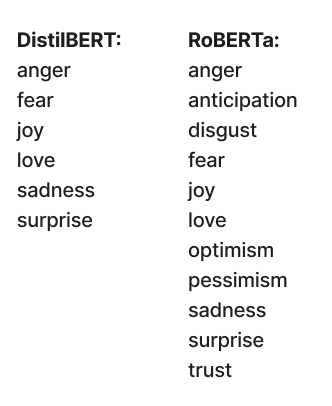 DistilBERT:
anger
fear
joy
love
sadness
surprise
RoBERTa:
anger
anticipation
disgust
fear
joy
love
optimism
pessimism
sadness
surprise
trust